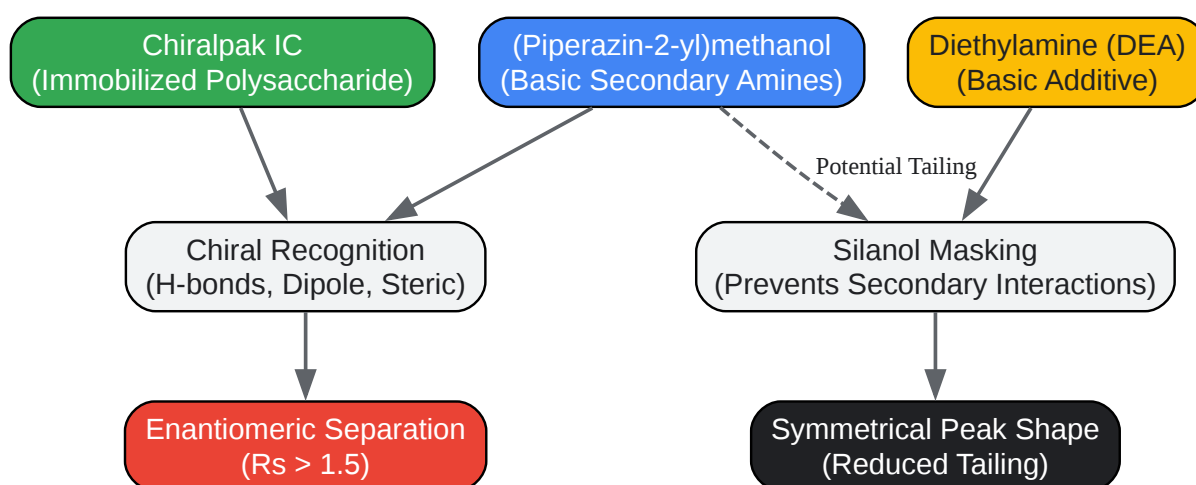 Chiralpak IC
(Immobilized Polysaccharide)
(Piperazin-2-yl)methanol
(Basic Secondary Amines)
Diethylamine (DEA)
(Basic Additive)
Potential Tailing
Chiral Recognition
(H-bonds, Dipole, Steric)
Silanol Masking
(Prevents Secondary Interactions)
Enantiomeric Separation
(Rs > 1.5)
Symmetrical Peak Shape
(Reduced Tailing)